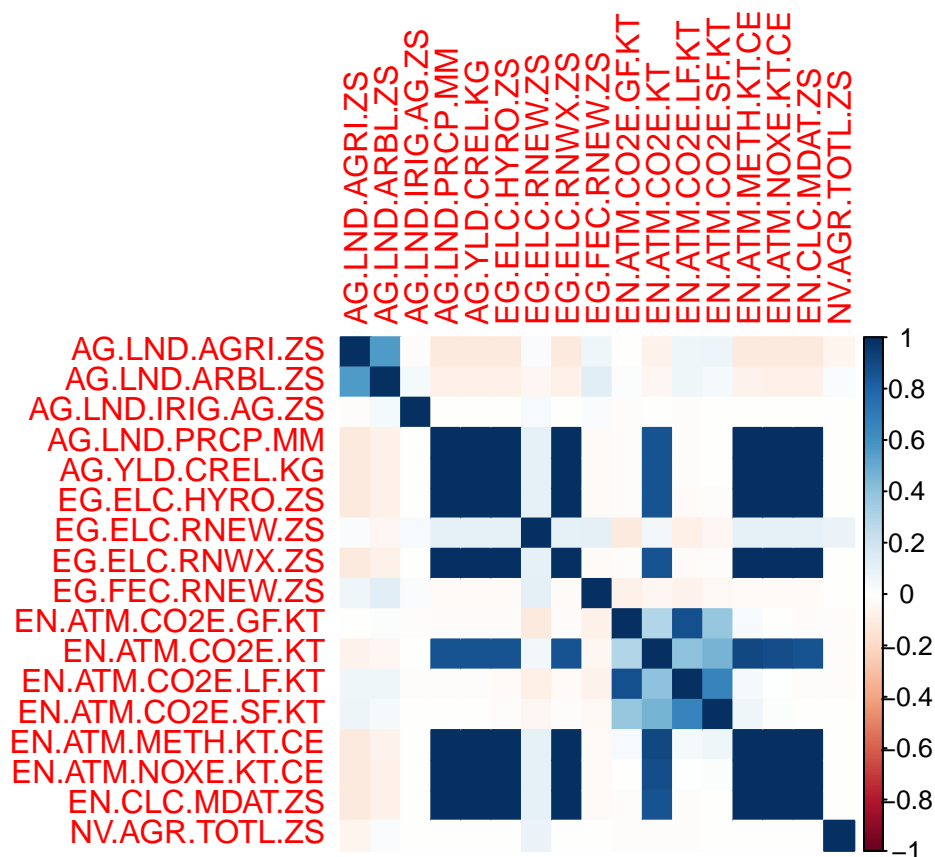 AG.LND.AGRI.ZS
AG.LND.ARBL.ZS
AG.LND.IRIG.AG.ZS
AG.LND.PRCP.MM
AG.YLD.CREL.KG
EG.ELC.HYRO.ZS
EG.ELC.RNEW.ZS
EG.ELC.RNWX.ZS
EG.FEC.RNEW.ZS
EN.ATM.CO2E.GF.KT
EN.ATM.CO2E.KT
EN.ATM.CO2E.LF.KT
EN.ATM.CO2E.SF.KT
EN.ATM.METH.KT.CE
EN.ATM.NOXE.KT.CE
EN.CLC.MDAT.ZS
NV.AGR.TOTL.ZS
AG.LND.AGRI.ZS
AG.LND.ARBL.ZS
AG.LND.IRIG.AG.ZS
AG.LND.PRCP.MM
AG.YLD.CREL.KG
EG.ELC.HYRO.ZS
EG.ELC.RNEW.ZS
EG.ELC.RNWX.ZS
EG.FEC.RNEW.ZS
EN.ATM.CO2E.GF.KT
EN.ATM.CO2E.KT
EN.ATM.CO2E.LF.KT
EN.ATM.CO2E.SF.KT
EN.ATM.METH.KT.CE
EN.ATM.NOXE.KT.CE
EN.CLC.MDAT.ZS
NV.AGR.TOTL.ZS
1
0.8
0.6
0.4
0.2
0
−0.2
−0.4
−0.6
−0.8
−1